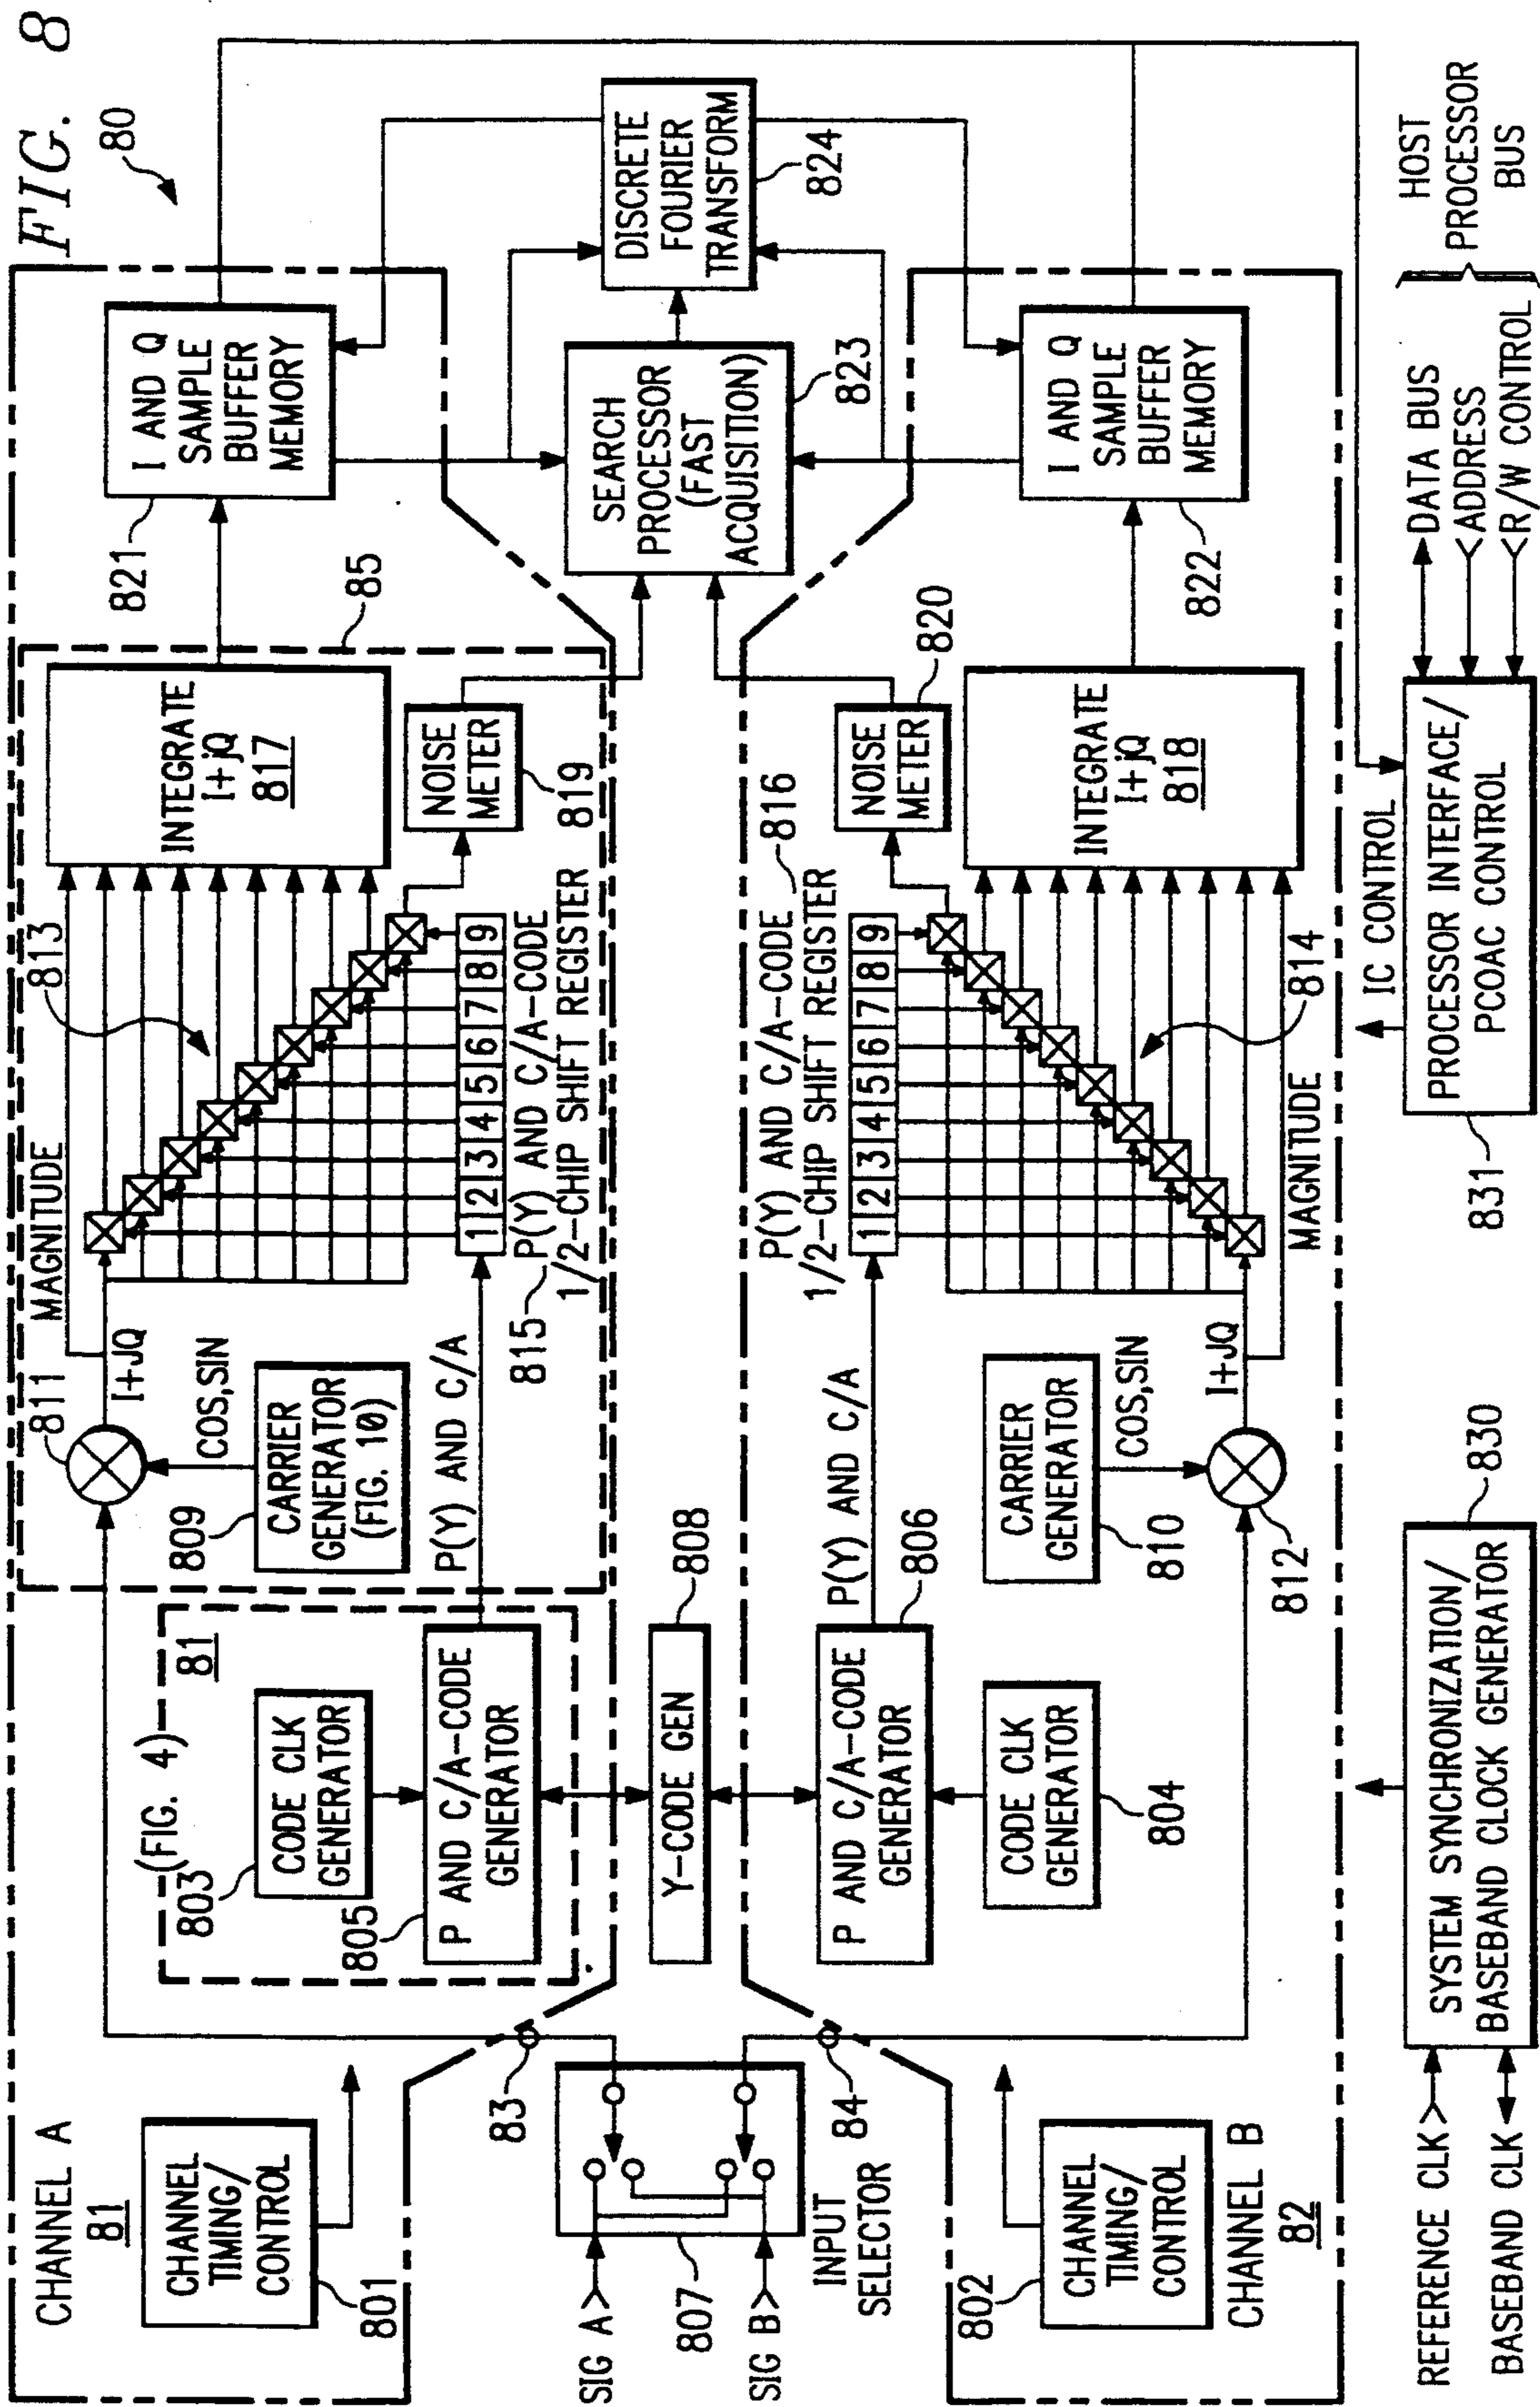 FIG. 8
80
CHANNEL A
81
CHANNEL
TIMING/
CONTROL
801
(FIG. 4)
81
803
CODE CLK
GENERATOR
805
P AND C/A-CODE
GENERATOR
811
I+JQ
MAGNITUDE
COS,SIN
809
CARRIER
GENERATOR
(FIG. 10)
P(Y) AND C/A
813
1 2 3 4 5 6 7 8 9
815
P(Y) AND C/A-CODE
1/2-CHIP SHIFT REGISTER
INTEGRATE
I+jQ
817
85
NOISE
METER
819
821
I AND Q
SAMPLE
BUFFER
MEMORY
83
SIG A
SIG B
807
INPUT
SELECTOR
84
Y-CODE GEN
808
SEARCH
PROCESSOR
(FAST
ACQUISITION)
823
DISCRETE
FOURIER
TRANSFORM
824
802
CHANNEL
TIMING/
CONTROL
CHANNEL B
82
P AND C/A-CODE
GENERATOR
806
CODE CLK
GENERATOR
804
P(Y) AND C/A
CARRIER
GENERATOR
810
COS,SIN
812
I+JQ
MAGNITUDE
P(Y) AND C/A-CODE
816
1/2-CHIP SHIFT REGISTER
1 2 3 4 5 6 7 8 9
814
NOISE
METER
820
INTEGRATE
I+jQ
818
I AND Q
SAMPLE
BUFFER
MEMORY
822
REFERENCE CLK
BASEBAND CLK
SYSTEM SYNCHRONIZATION/
BASEBAND CLOCK GENERATOR
830
IC CONTROL
PROCESSOR INTERFACE/
PCOAC CONTROL
831
DATA BUS
ADDRESS
R/W CONTROL
HOST
PROCESSOR
BUS